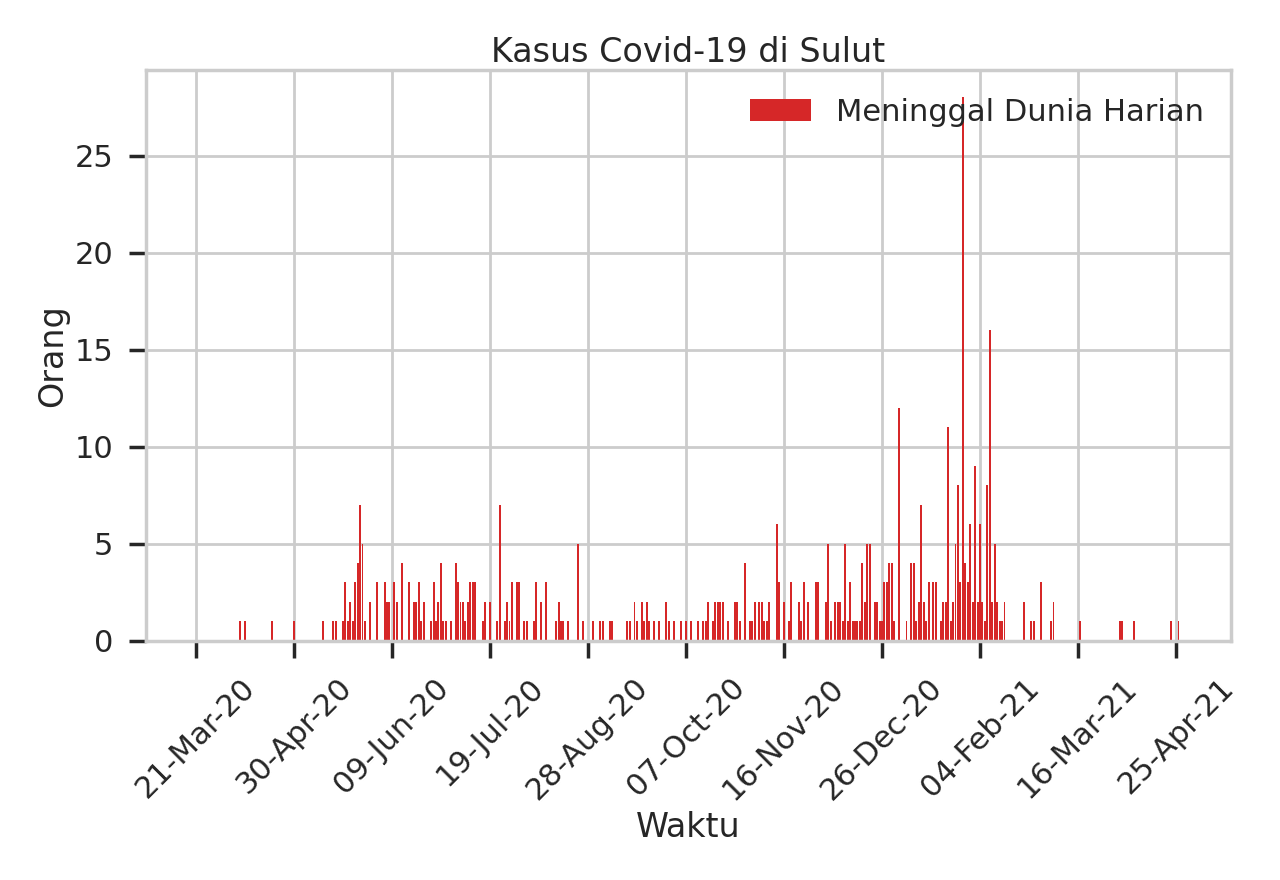 Kasus Covid-19 di Sulut
Meninggal Dunia Harian
Orang
25
20
15
10
5
0
21-Mar-20
30-Apr-20
09-Jun-20
19-Jul-20
28-Aug-20
07-Oct-20
16-Nov-20
26-Dec-20
04-Feb-21
16-Mar-21
25-Apr-21
Waktu